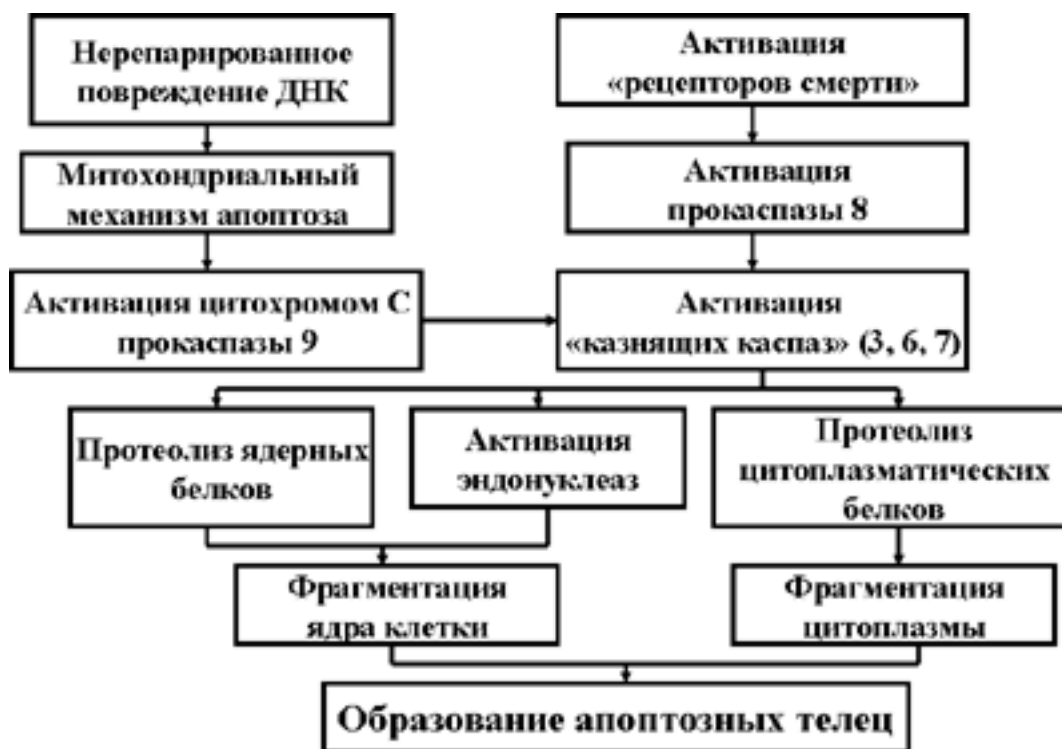 Нерепарированное
повреждение ДНК
Активация
«рецепторов смерти»
Митохондриальный
механизм апоптоза
Активация
прокаспазы 8
Активация цитохромом С
прокаспазы 9
Активация
«казнящих каспаз» (3, 6, 7)
Протеолиз ядерных
белков
Активация
эндонуклеаз
Протеолиз
цитоплазматических
белков
Фрагментация
ядра клетки
Фрагментация
цитоплазмы
Образование апоптозных телец